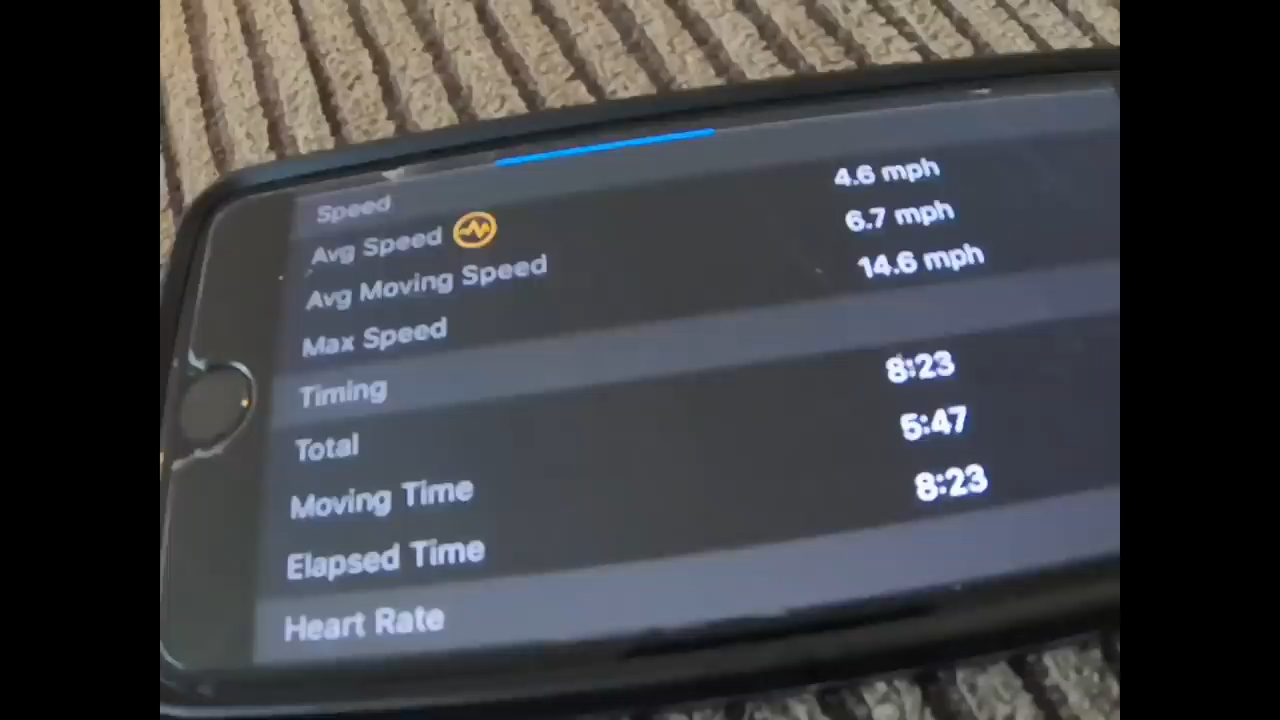 Speed
Avg Speed 4.6 mph
Avg Moving Speed 6.7 mph
Max Speed 14.6 mph
Timing
Total 8:23
Moving Time 5:47
Elapsed Time 8:23
Heart Rate